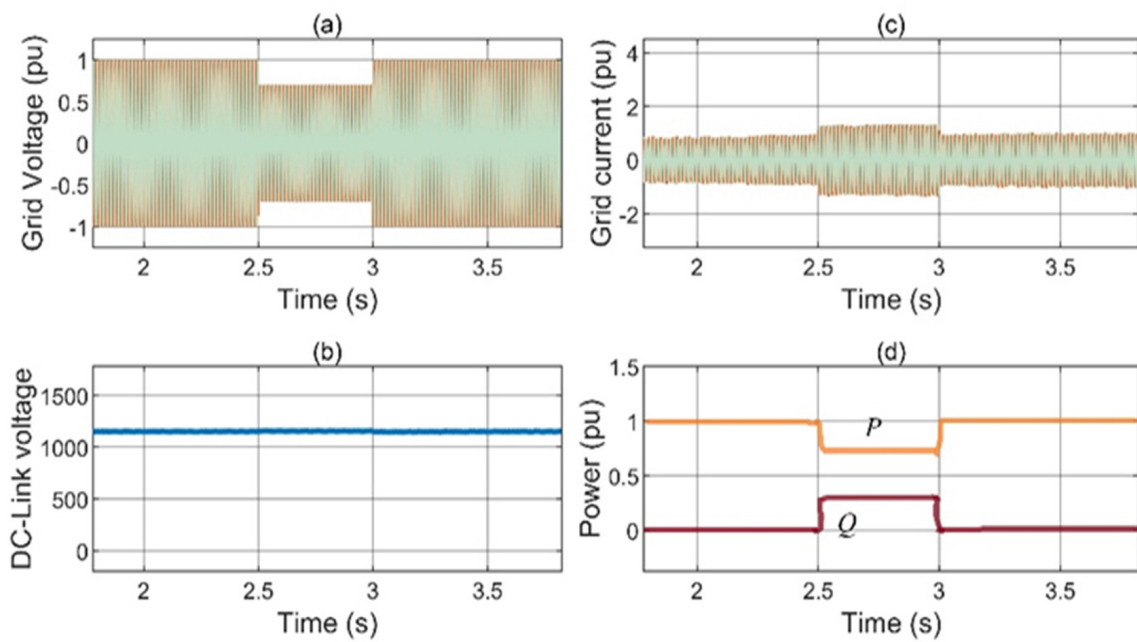 (a)
Grid Voltage (pu)
1
0.5
0
-0.5
-1
2 2.5 3 3.5
Time (s)
(c)
Grid current (pu)
4
2
0
-2
2 2.5 3 3.5
Time (s)
(b)
DC-Link voltage
1500
1000
500
0
2 2.5 3 3.5
Time (s)
(d)
Power (pu)
1.5
1
0.5
0
P
Q
2 2.5 3 3.5
Time (s)